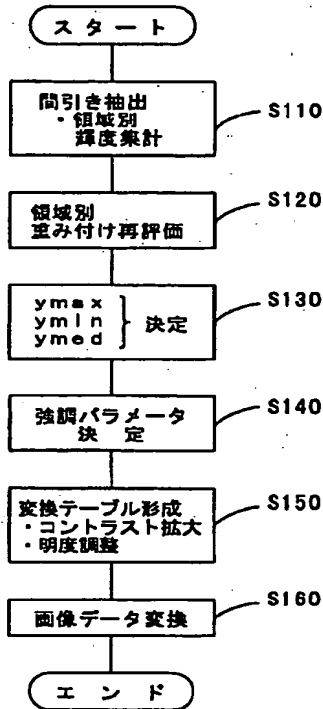 スタート
間引き抽出
・領域別
輝度集計
S110
領域別
重み付け再評価
S120
ymax
ymin
ymed
} 決定
S130
強調パラメータ
決定
S140
変換テーブル形成
・コントラスト拡大
・明度調整
S150
画像データ変換
S160
エンド